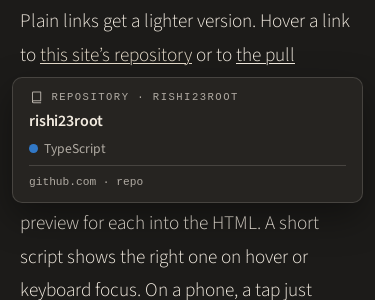 Plain links get a lighter version. Hover a link
to this site’s repository or to the pull
REPOSITORY · RISHI23ROOT
rishi23root
TypeScript
github.com · repo
preview for each into the HTML. A short
script shows the right one on hover or
keyboard focus. On a phone, a tap just